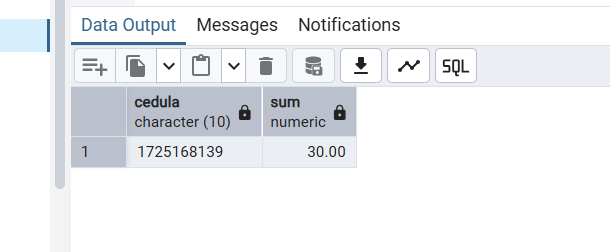 Data Output Messages Notifications
SQL
cedula sum
character (10) numeric
1 1725168139 30.00